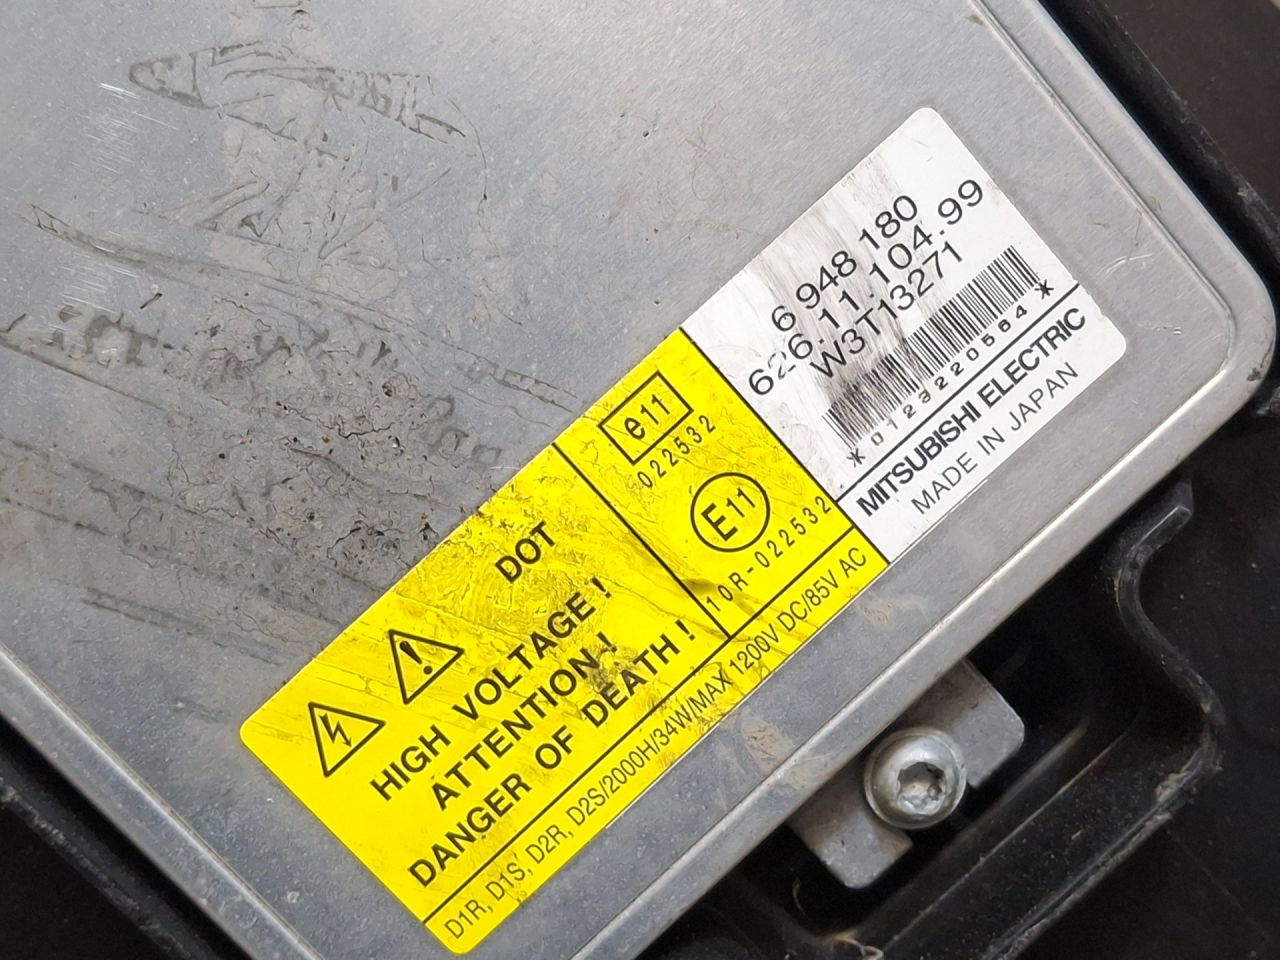 6 948 180
626.11.104.99
W3T13271
*0123220564*
MITSUBISHI ELECTRIC
MADE IN JAPAN
e11
022532
E11
10R-022532
DOT
HIGH VOLTAGE !
ATTENTION !
DANGER OF DEATH !
D1R, D1S, D2R, D2S/2000H/34W/MAX 1200V DC/85V AC